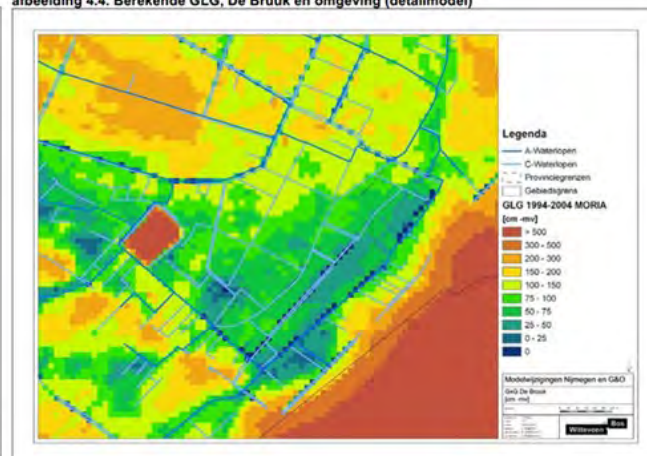 afbeelding 4.4. Berekende GLG, De Bruuk en omgeving (detailmodel)
Legenda
A-Waterlopen
C-Waterlopen
Provinciegrenzen
Gebiedsgrens
GLG 1994-2004 MORIA
[cm -mv]
> 500
300 - 500
200 - 300
150 - 200
100 - 150
75 - 100
50 - 75
25 - 50
0 - 25
0
Modelwijzigingen Nijmegen en G&O
De Bruuk
[cm -mv]
Witteveen Bos